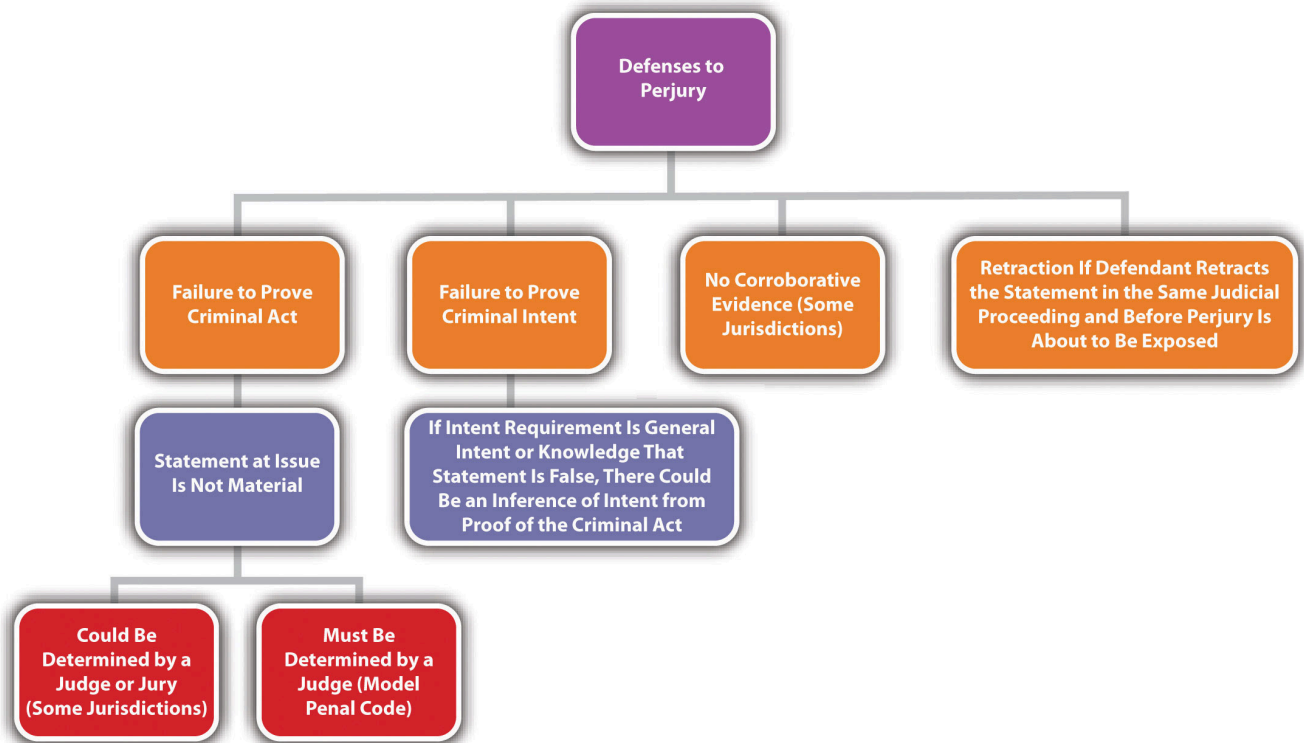 Defenses to
Perjury
Failure to Prove
Criminal Act
Failure to Prove
Criminal Intent
No Corroborative
Evidence (Some
Jurisdictions)
Retraction If Defendant Retracts
the Statement in the Same Judicial
Proceeding and Before Perjury Is
About to Be Exposed
Statement at Issue
Is Not Material
If Intent Requirement Is General
Intent or Knowledge That
Statement Is False, There Could
Be an Inference of Intent from
Proof of the Criminal Act
Could Be
Determined by a
Judge or Jury
(Some Jurisdictions)
Must Be
Determined by a
Judge (Model
Penal Code)